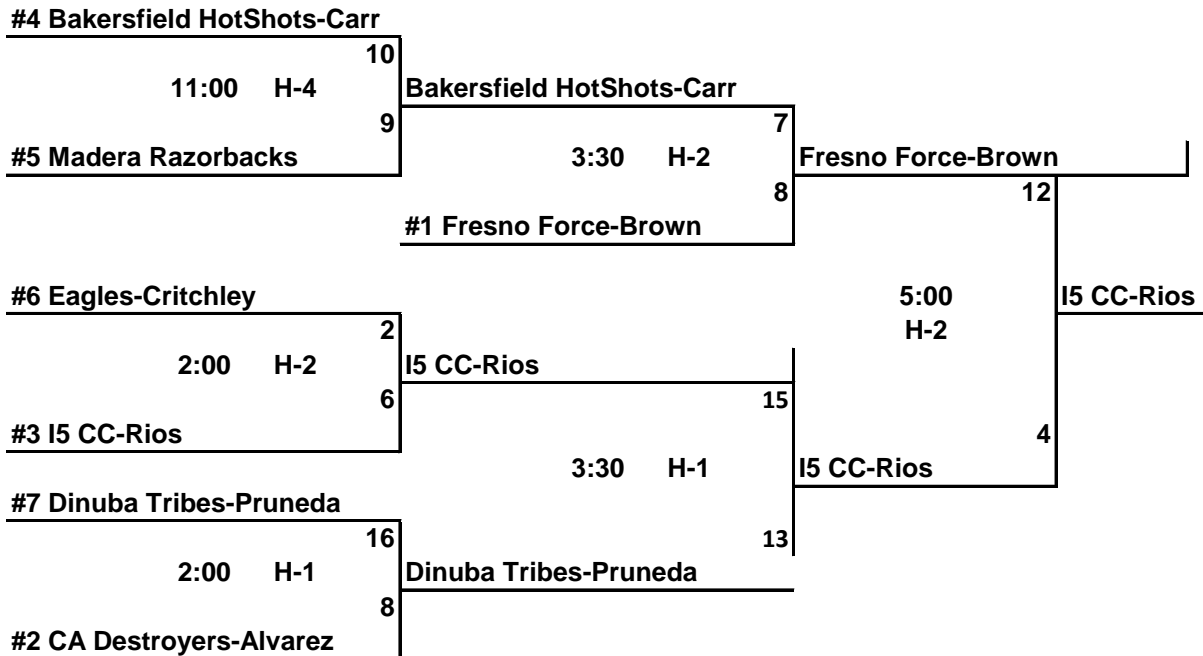 #4 Bakersfield HotShots-Carr
10
11:00 H-4 Bakersfield HotShots-Carr
9 7
#5 Madera Razorbacks 3:30 H-2 Fresno Force-Brown
8 12
#1 Fresno Force-Brown
#6 Eagles-Critchley 5:00 I5 CC-Rios
2 H-2
2:00 H-2 I5 CC-Rios
6 15
#3 I5 CC-Rios 4
3:30 H-1 I5 CC-Rios
#7 Dinuba Tribes-Pruneda
16 13
2:00 H-1 Dinuba Tribes-Pruneda
8
#2 CA Destroyers-Alvarez